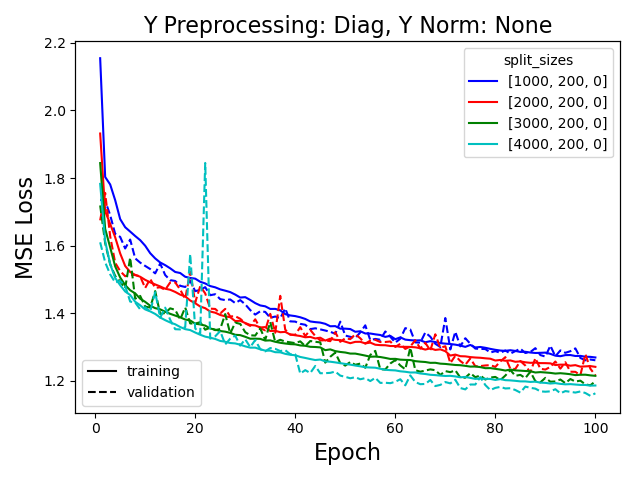 Y Preprocessing: Diag, Y Norm: None
MSE Loss
2.2
2.0
1.8
1.6
1.4
1.2
split_sizes
[1000, 200, 0]
[2000, 200, 0]
[3000, 200, 0]
[4000, 200, 0]
training
validation
0 20 40 60 80 100
Epoch